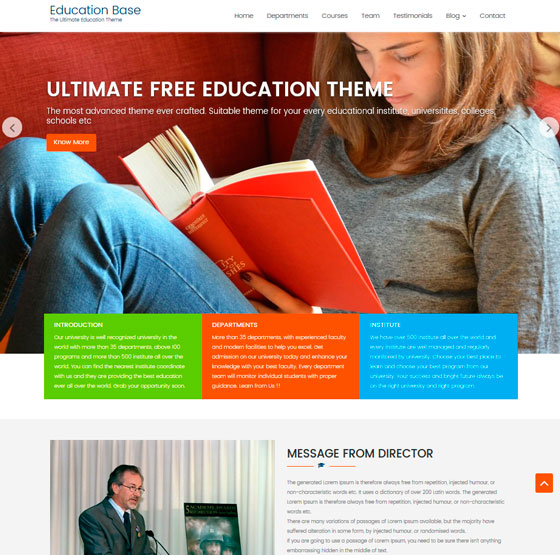 Education Base
The Ultimate Education Theme
Home Departments Courses Team Testimonials Blog Contact
ULTIMATE FREE EDUCATION THEME
The most advanced theme ever crafted. Suitable theme for your every educational institute, universitites, colleges,
schools etc
Know More
INTRODUCTION
Our university is well recognized university in the
world with more than 35 departments, above 100
programs and more than 500 institute all over the
world. You can find the nearest institute coordinate
with us and they are providing the best education
ever all over the world. Grab your opportunity soon.
DEPARTMENTS
More than 35 departments, with experienced faculty
and modern facilities to help you excel. Get
admission on our university today and enhance your
knowledge with your best faculty. Every department
team will monitor individual students with proper
guidance. Learn From Us !!
INSTITUTE
We have over 500 institute all over the world and
every institute are well managed and regularly
monitored by university. Choose your best place to
learn and choose your best program from our
university. Your success and bright future always be
on the right university and right program.
MESSAGE FROM DIRECTOR
The generated Lorem Ipsum is therefore always free from repetition, injected humour, or
non-characteristic words etc. It uses a dictionary of over 200 Latin words. The generated
Lorem Ipsum is therefore always free from repetition, injected humour, or non-characteristic
words etc.
There are many variations of passages of Lorem Ipsum available, but the majority have
suffered alteration in some form, by injected humour, or randomised words.
If you are going to use a passage of Lorem Ipsum, you need to be sure there isn't anything
embarrassing hidden in the middle of text.